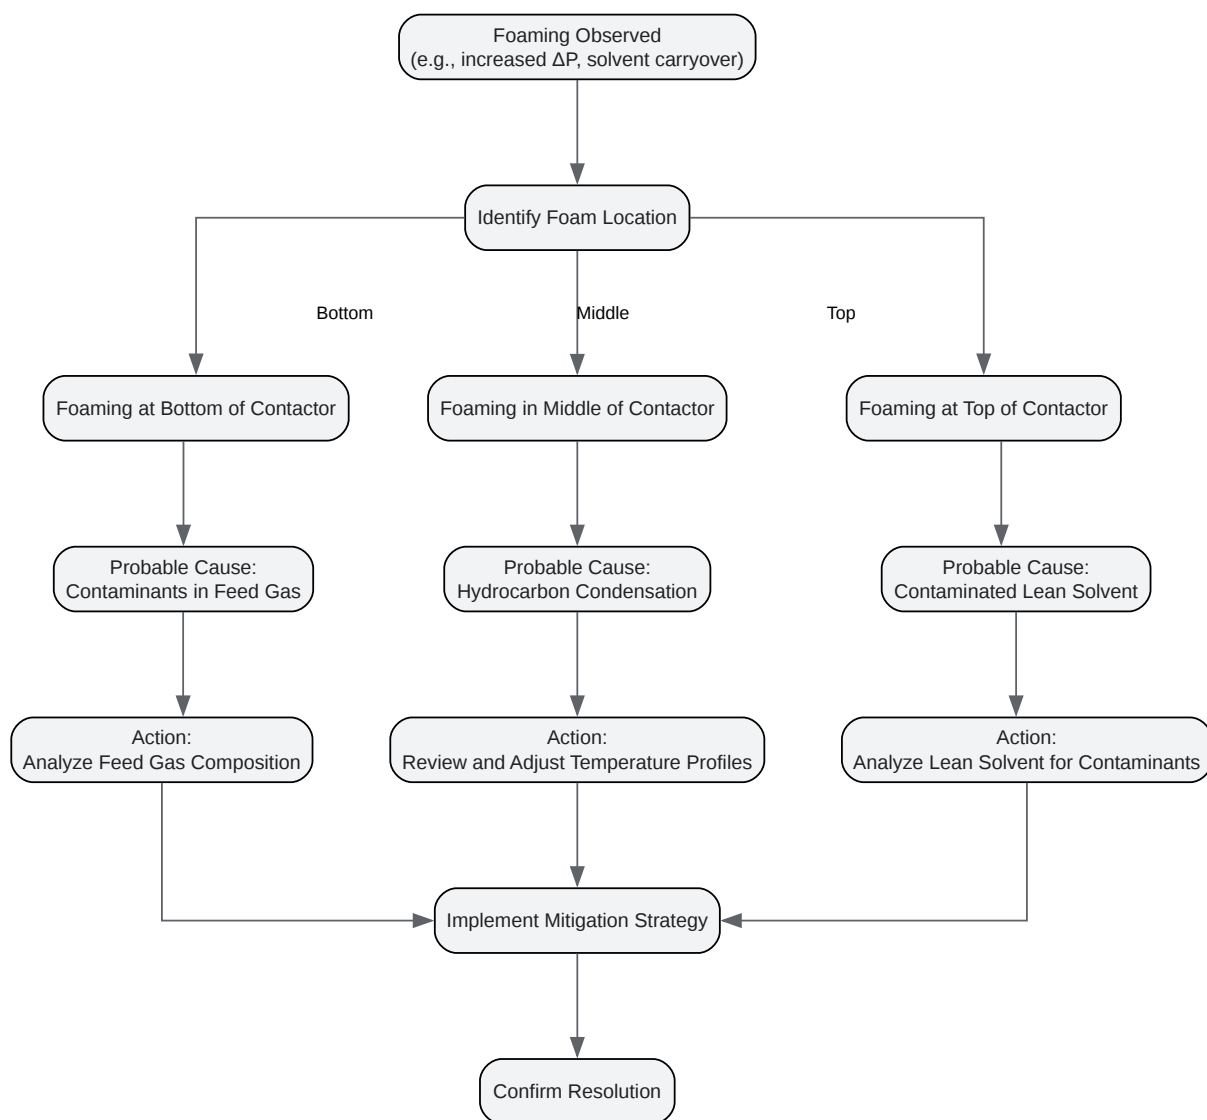 Foaming Observed
(e.g., increased ΔP, solvent carryover)
Identify Foam Location
Bottom
Middle
Top
Foaming at Bottom of Contactor
Foaming in Middle of Contactor
Foaming at Top of Contactor
Probable Cause:
Contaminants in Feed Gas
Probable Cause:
Hydrocarbon Condensation
Probable Cause:
Contaminated Lean Solvent
Action:
Analyze Feed Gas Composition
Action:
Review and Adjust Temperature Profiles
Action:
Analyze Lean Solvent for Contaminants
Implement Mitigation Strategy
Confirm Resolution